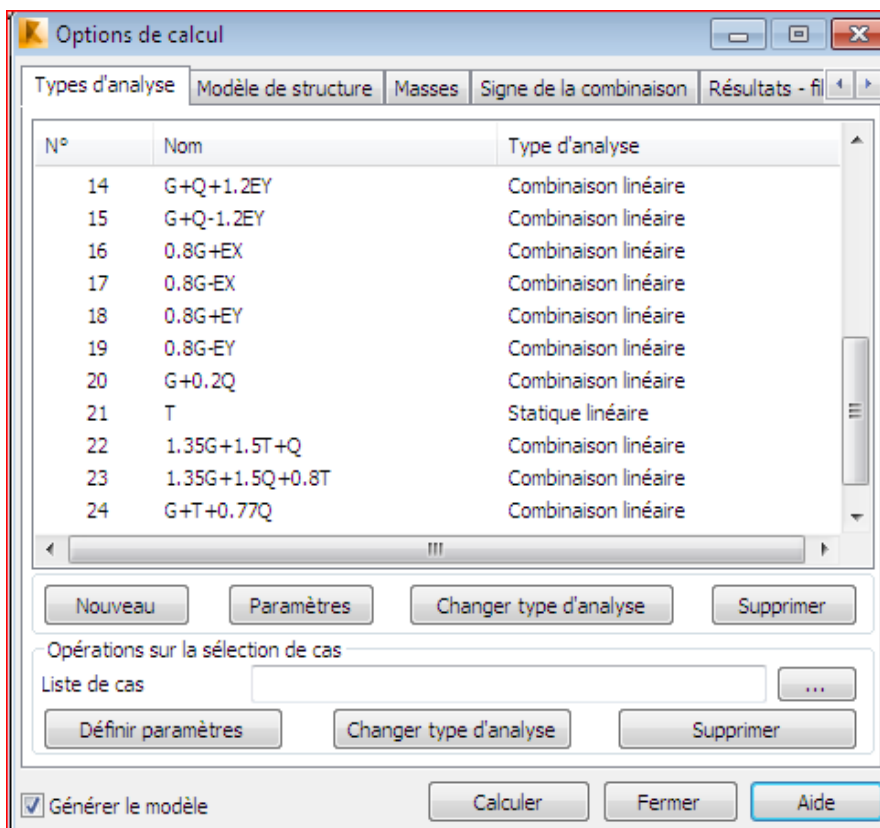 Options de calcul
Types d'analyse Modèle de structure Masses Signe de la combinaison Résultats - fil
N° Nom Type d'analyse
14 G+Q+1.2EY Combinaison linéaire
15 G+Q-1.2EY Combinaison linéaire
16 0.8G+EX Combinaison linéaire
17 0.8G-EX Combinaison linéaire
18 0.8G+EY Combinaison linéaire
19 0.8G-EY Combinaison linéaire
20 G+0.2Q Combinaison linéaire
21 T Statique linéaire
22 1.35G+1.5T+Q Combinaison linéaire
23 1.35G+1.5Q+0.8T Combinaison linéaire
24 G+T+0.77Q Combinaison linéaire
Nouveau Paramètres Changer type d'analyse Supprimer
Opérations sur la sélection de cas
Liste de cas ...
Définir paramètres Changer type d'analyse Supprimer
Générer le modèle Calculer Fermer Aide